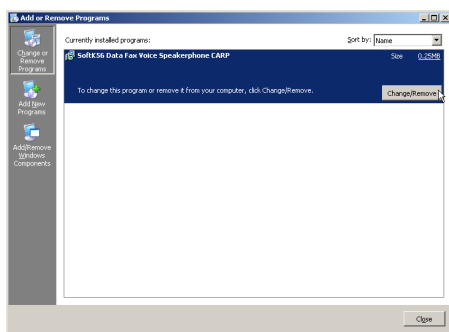 Add or Remove Programs
Currently installed programs:
Sort by: Name
Change or
Remove
Programs
SoftK56 Data Fax Voice Speakerphone CARP
Size 0.25MB
To change this program or remove it from your computer, click Change/Remove.
Change/Remove
Add New
Programs
Add/Remove
Windows
Components
Close